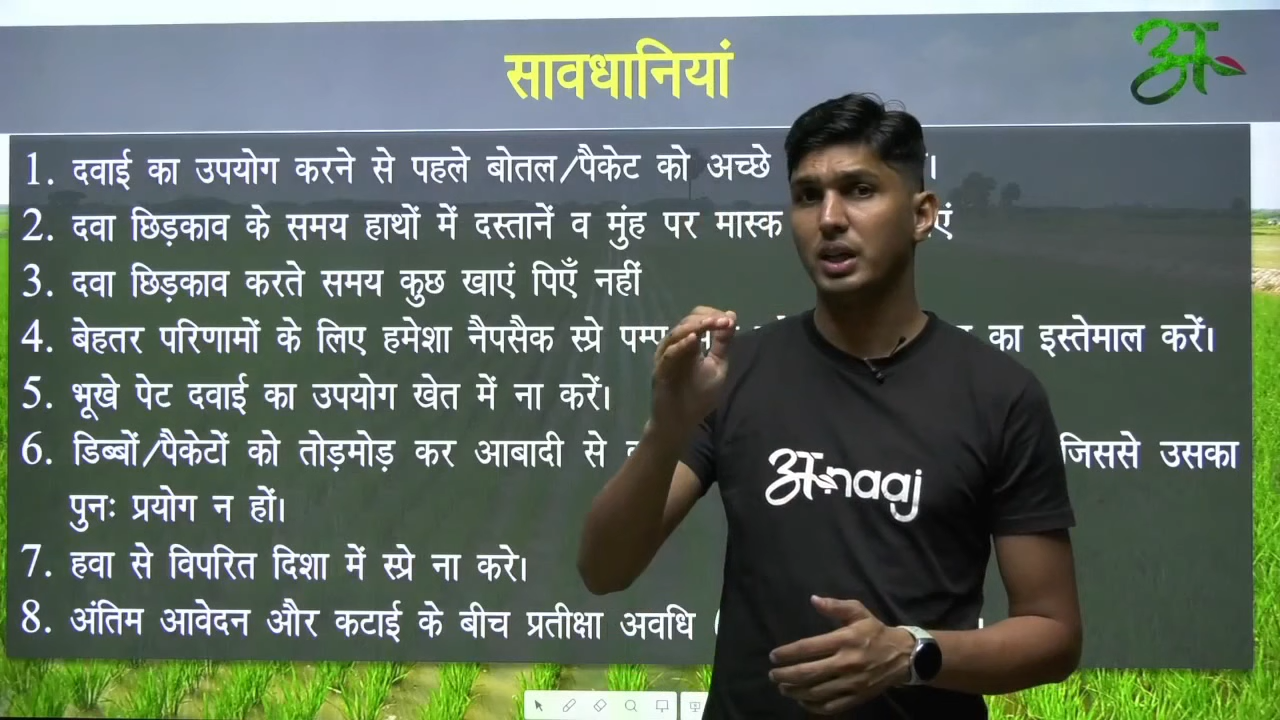 सावधानियां
अ
1. दवाई का उपयोग करने से पहले बोतल/पैकेट को अच्छे
2. दवा छिड़काव के समय हाथों में दस्तानें व मुंह पर मास्क
3. दवा छिड़काव करते समय कुछ खाएं पिएँ नहीं
4. बेहतर परिणामों के लिए हमेशा नैपसैक स्प्रे का इस्तेमाल करें।
5. भूखे पेट दवाई का उपयोग खेत में ना करें।
6. डिब्बों/पैकेटों को तोड़मोड़ कर आबादी से जिससे उसका
पुनः प्रयोग न हों।
7. हवा से विपरित दिशा में स्प्रे ना करे।
8. अंतिम आवेदन और कटाई के बीच प्रतीक्षा अवधि
अnaaj